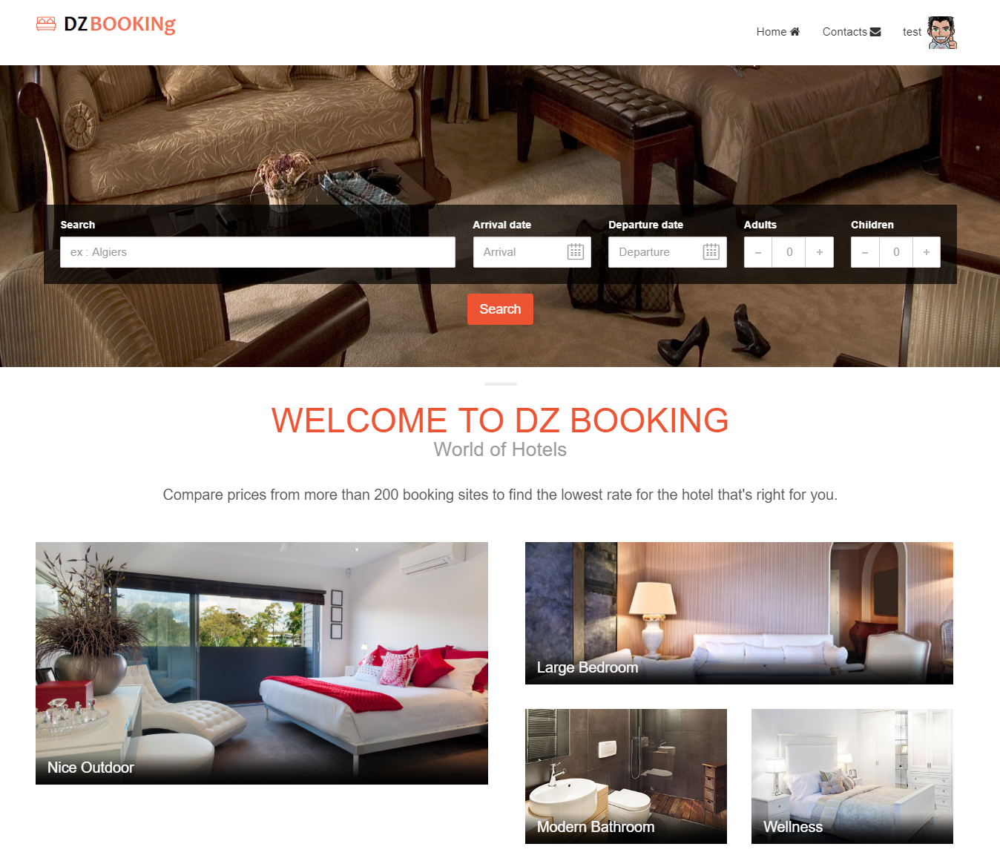 DZ BOOKINg
Home
Contacts
test
Search
Arrival date
Departure date
Adults
Children
ex : Algiers
Arrival
Departure
− 0 +
− 0 +
Search
WELCOME TO DZ BOOKING
World of Hotels
Compare prices from more than 200 booking sites to find the lowest rate for the hotel that's right for you.
Nice Outdoor
Large Bedroom
Modern Bathroom
Wellness